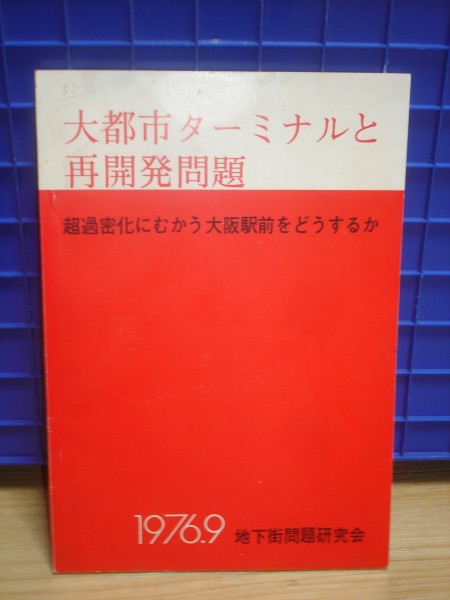 大都市ターミナルと
再開発問題
超過密化にむかう大阪駅前をどうするか
1976.9 地下街問題研究会